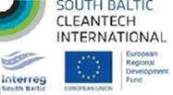 SOUTH BALTIC
CLEANTECH
INTERNATIONAL
Interreg
South Baltic
EUROPEAN UNION
European
Regional
Development
Fund